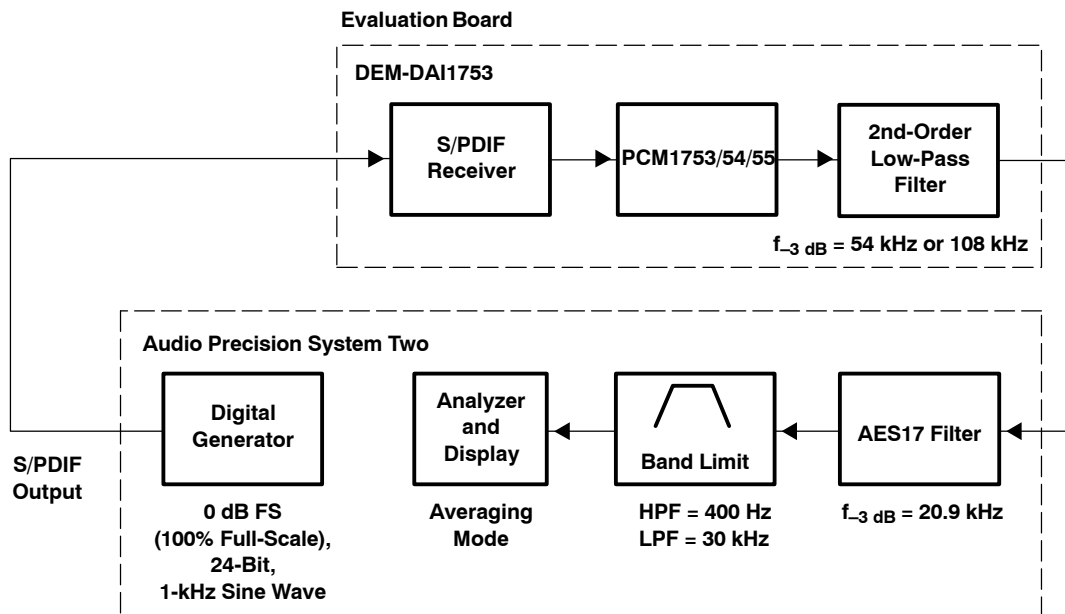 Evaluation Board
DEM-DAI1753
S/PDIF
Receiver
PCM1753/54/55
2nd-Order
Low-Pass
Filter
f–3 dB = 54 kHz or 108 kHz
Audio Precision System Two
Digital
Generator
Analyzer
and
Display
Band Limit
AES17 Filter
S/PDIF
Output
0 dB FS
(100% Full-Scale),
24-Bit,
1-kHz Sine Wave
Averaging
Mode
HPF = 400 Hz
LPF = 30 kHz
f–3 dB = 20.9 kHz